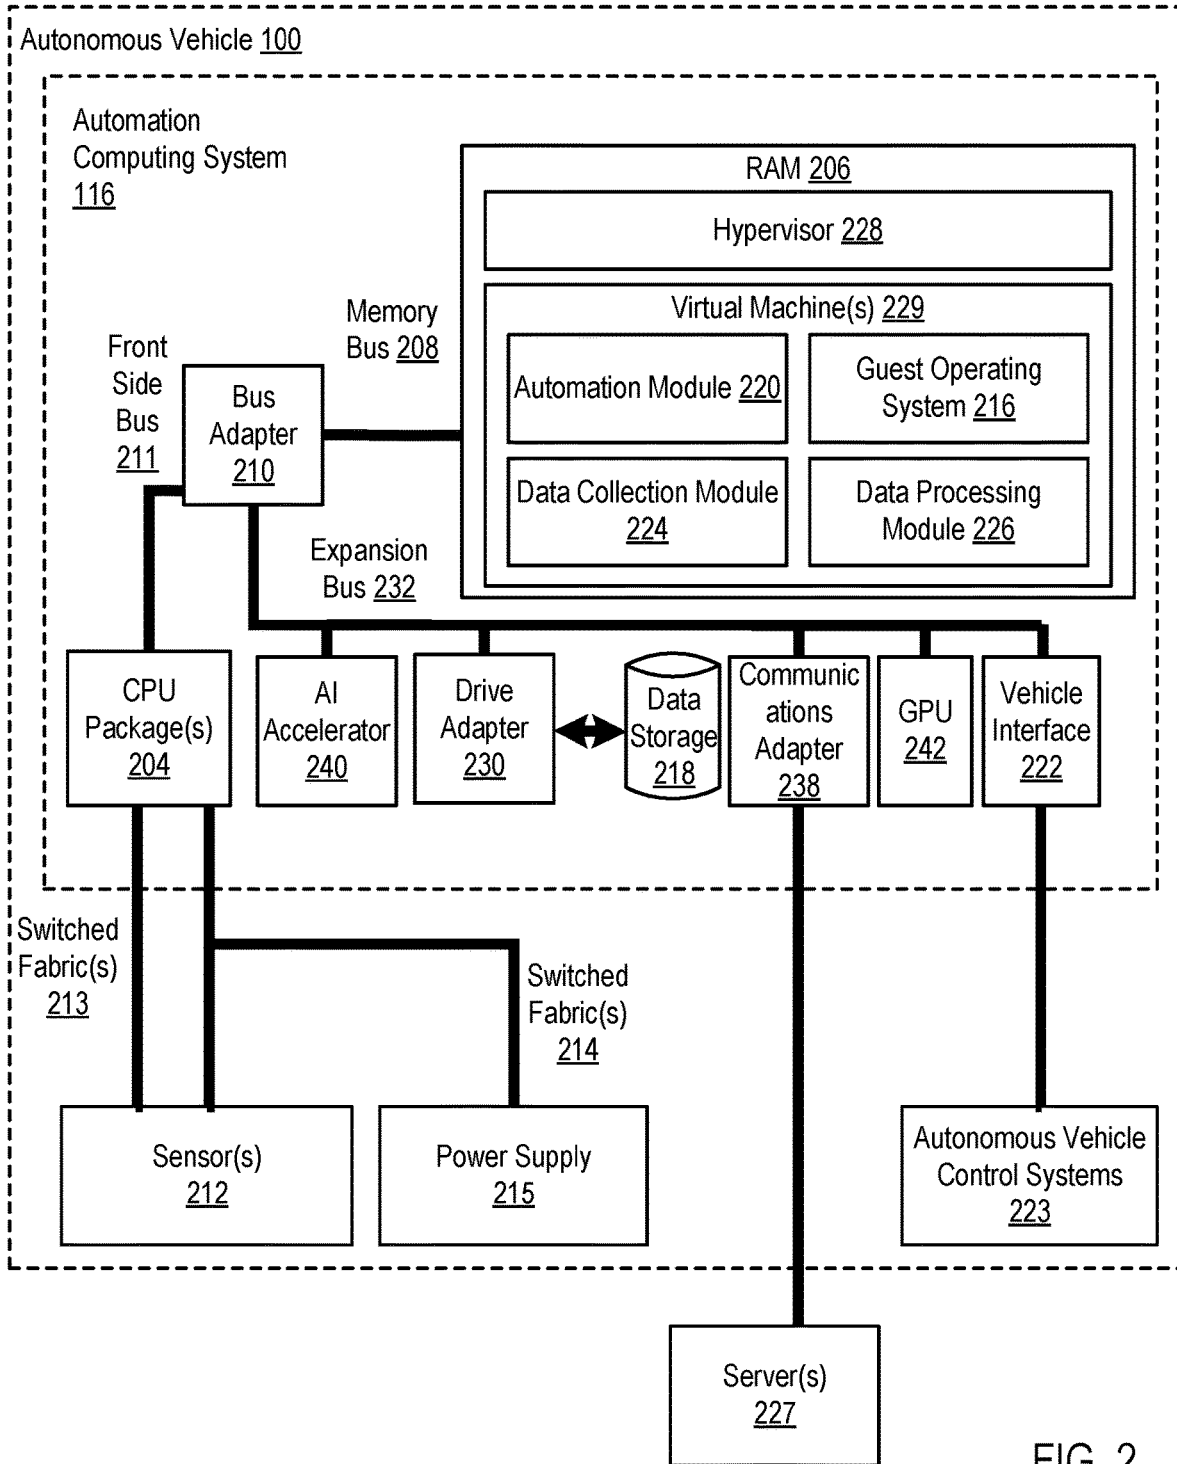 Autonomous Vehicle 100
Automation
Computing System
116
RAM 206
Hypervisor 228
Virtual Machine(s) 229
Automation Module 220
Guest Operating
System 216
Data Collection Module
224
Data Processing
Module 226
Memory
Bus 208
Front
Side
Bus
211
Bus
Adapter
210
Expansion
Bus 232
CPU
Package(s)
204
AI
Accelerator
240
Drive
Adapter
230
Data
Storage
218
Communic
ations
Adapter
238
GPU
242
Vehicle
Interface
222
Switched
Fabric(s)
213
Switched
Fabric(s)
214
Sensor(s)
212
Power Supply
215
Autonomous Vehicle
Control Systems
223
Server(s)
227
FIG. 2